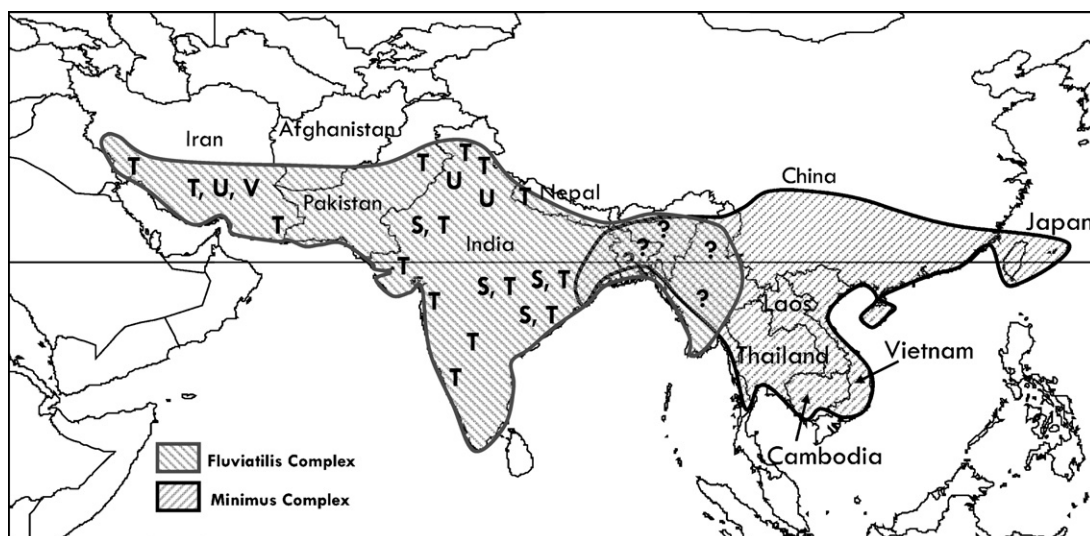 China
Iran
Afghanistan
T
T
T
T
T, U, V
U
U
T
Nepal
Pakistan
Japan
T
S, T
India
?
?
?
?
T
S, T
S, T
?
T
S, T
Laos
T
Thailand
Vietnam
T
Cambodia
Fluviatilis Complex
Minimus Complex